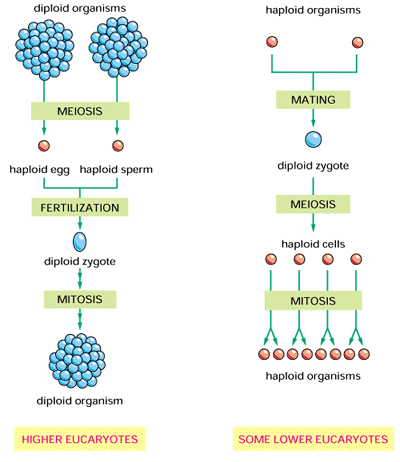 diploid organisms
MEIOSIS
haploid egg haploid sperm
FERTILIZATION
diploid zygote
MITOSIS
diploid organism
HIGHER EUCARYOTES
haploid organisms
MATING
diploid zygote
MEIOSIS
haploid cells
MITOSIS
haploid organisms
SOME LOWER EUCARYOTES